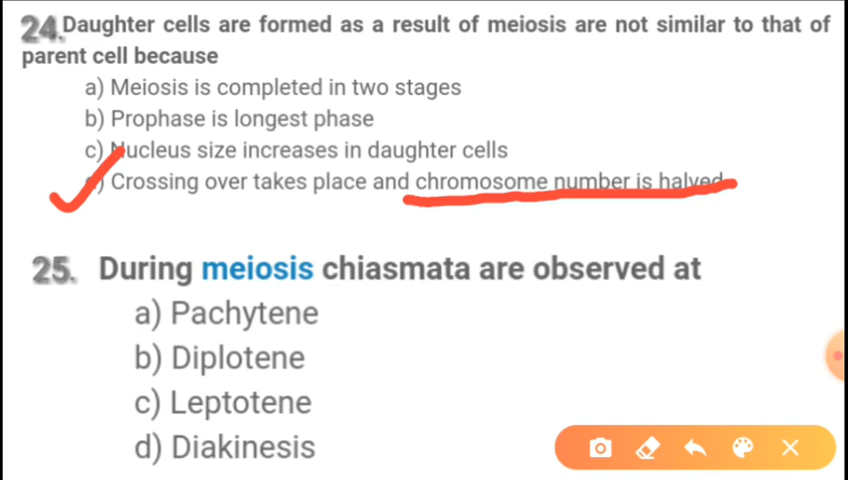 24. Daughter cells are formed as a result of meiosis are not similar to that of
parent cell because
a) Meiosis is completed in two stages
b) Prophase is longest phase
c) Nucleus size increases in daughter cells
d) Crossing over takes place and chromosome number is halved
25. During meiosis chiasmata are observed at
a) Pachytene
b) Diplotene
c) Leptotene
d) Diakinesis